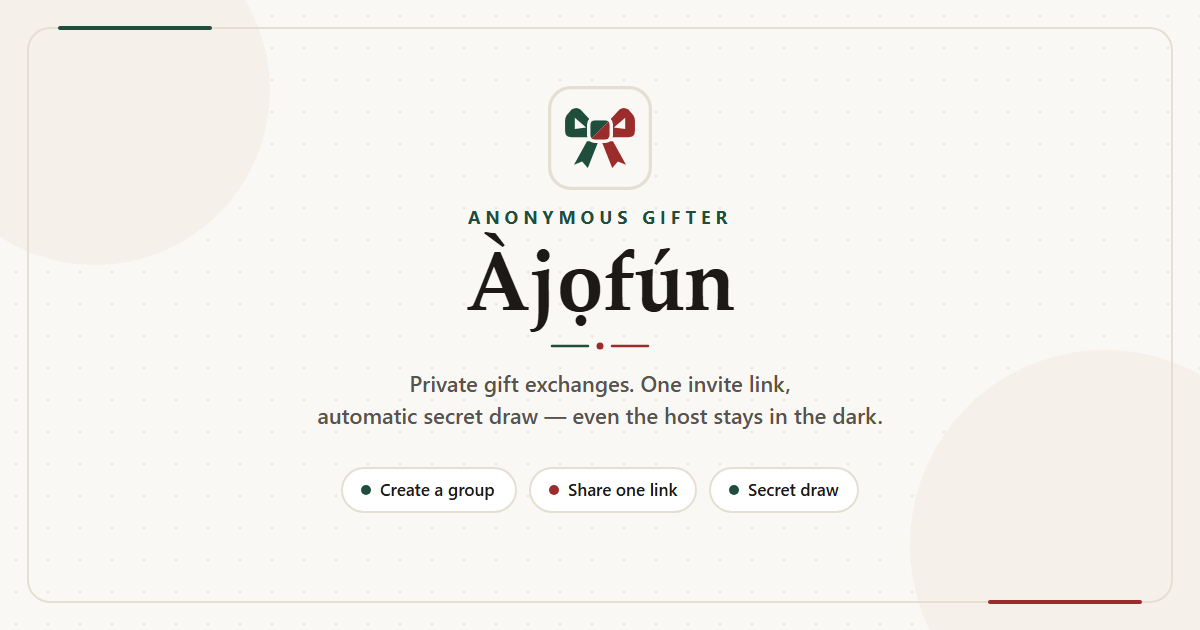 ANONYMOUS GIFTER
Àjọfún
Private gift exchanges. One invite link,
automatic secret draw — even the host stays in the dark.
Create a group
Share one link
Secret draw